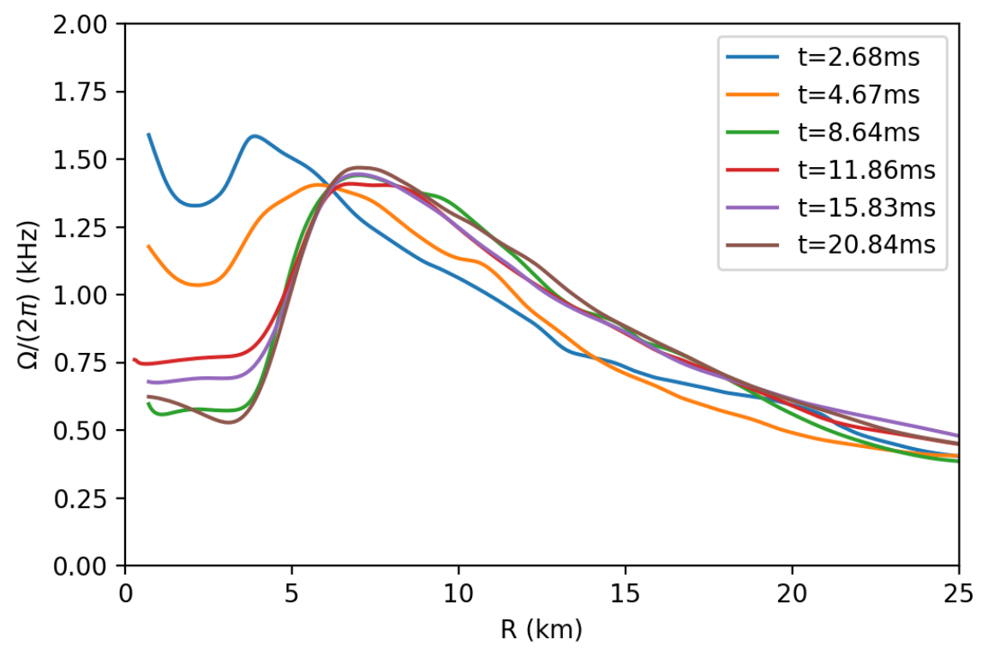 2.00
1.75
1.50
1.25
1.00
0.75
0.50
0.25
0.00
Ω/(2π) (kHz)
0 5 10 15 20 25
R (km)
t=2.68ms
t=4.67ms
t=8.64ms
t=11.86ms
t=15.83ms
t=20.84ms